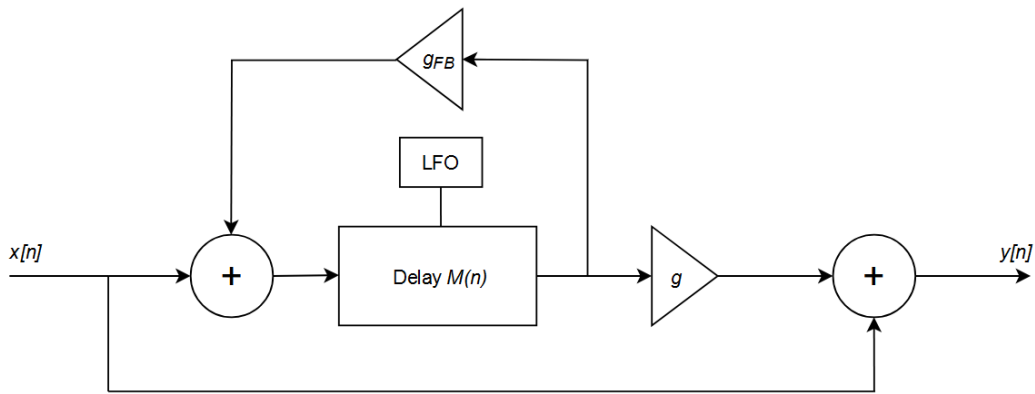 g_FB
LFO
x[n]
y[n]
+
Delay M(n)
g
+